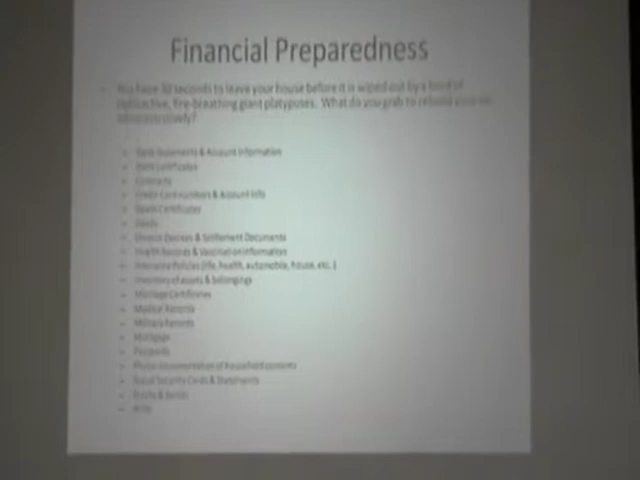 Financial Preparedness
You have 30 seconds to leave your house before it is wiped out by a herd of
radioactive, fire-breathing giant platypuses. What do you grab to rebuild your life
Bank Statements & Account Information
Birth Certificates
Contracts
Credit Card numbers & Account Info
Death Certificates
Deeds
Divorce Decrees & Settlement Documents
Health Records & Vaccination Information
Insurance Policies (life, health, automobile, house, etc.)
Inventory of assets & belongings
Marriage Certificates
Medical Records
Military Records
Mortgage
Passports
Photo documentation of household contents
Social Security Cards & Statements
Stocks & Bonds
Wills